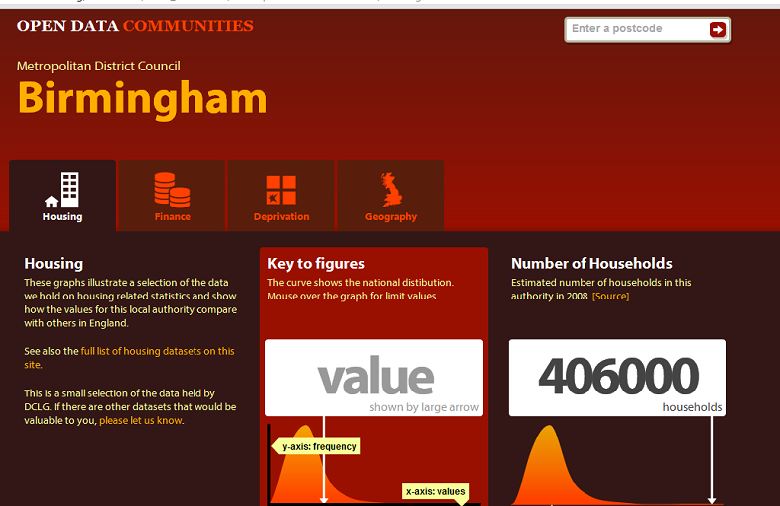 OPEN DATA COMMUNITIES
Enter a postcode
Metropolitan District Council
Birmingham
Housing
Finance
Deprivation
Geography
Housing
These graphs illustrate a selection of the data
we hold on housing related statistics and show
how the values for this local authority compare
with others in England.
See also the full list of housing datasets on this
site.
This is a small selection of the data held by
DCLG. If there are other datasets that would be
valuable to you, please let us know.
Key to figures
The curve shows the national distibution.
Mouse over the graph for limit values
value
shown by large arrow
y-axis: frequency
x-axis: values
Number of Households
Estimated number of households in this
authority in 2008 [Source]
406000
households